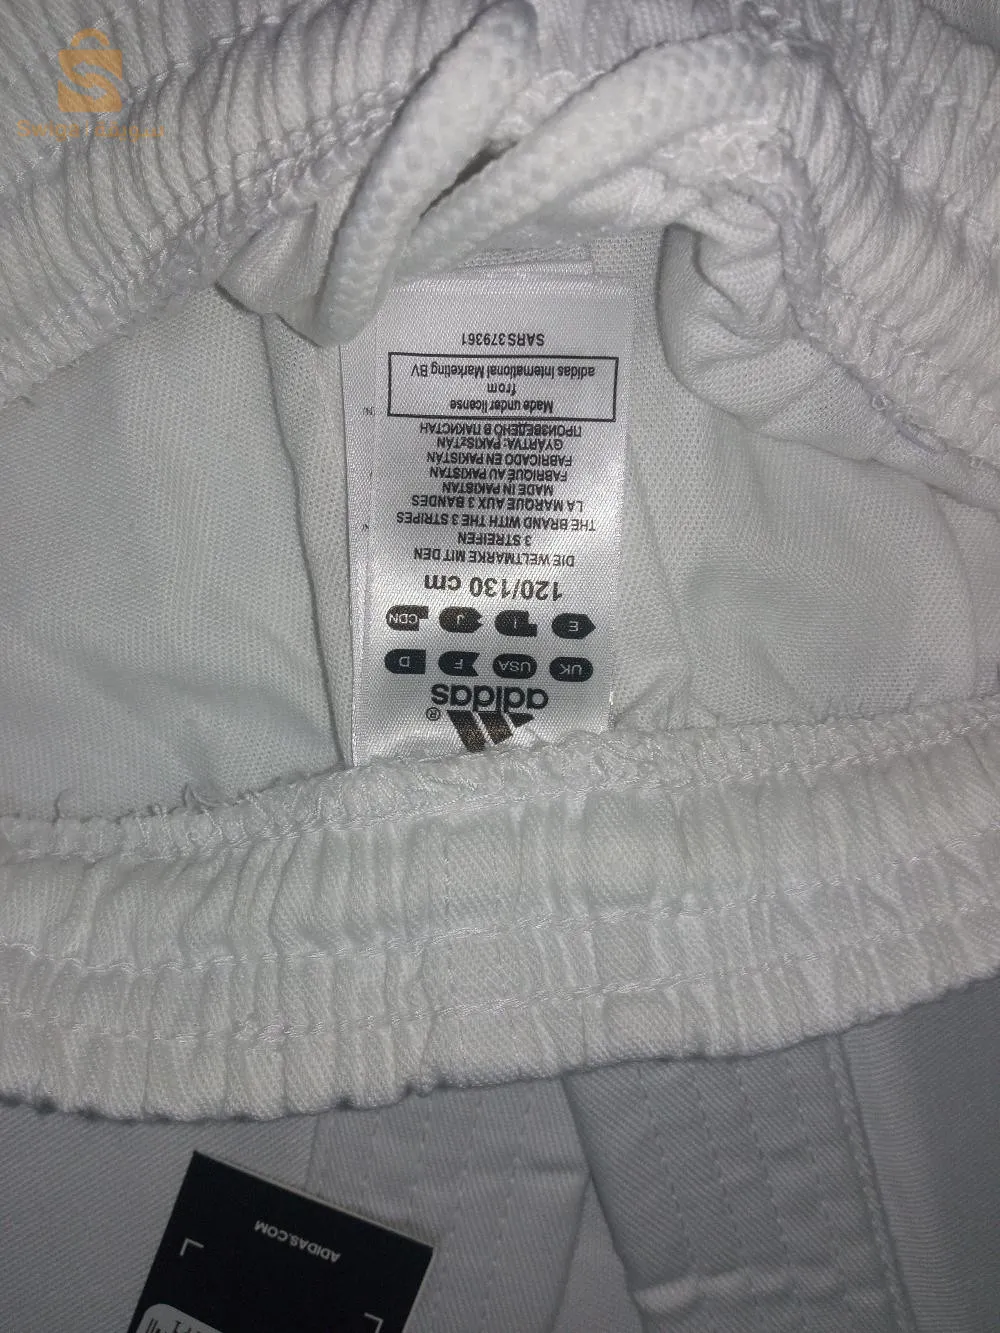 adidas®
UK USA F D
E I J CDN
120/130 cm
DIE WELTMARKE MIT DEN
3 STREIFEN
THE BRAND WITH THE 3 STRIPES
LA MARQUE AUX 3 BANDES
MADE IN PAKISTAN
FABRIQUÉ AU PAKISTAN
FABRICADO EN PAKISTÁN
GYÁRTVA: PAKISZTÁN
ПРОИЗВЕДЕНО В ПАКИСТАН
Made under license
from
adidas International Marketing BV
SARS 379361
ADIDAS.COM